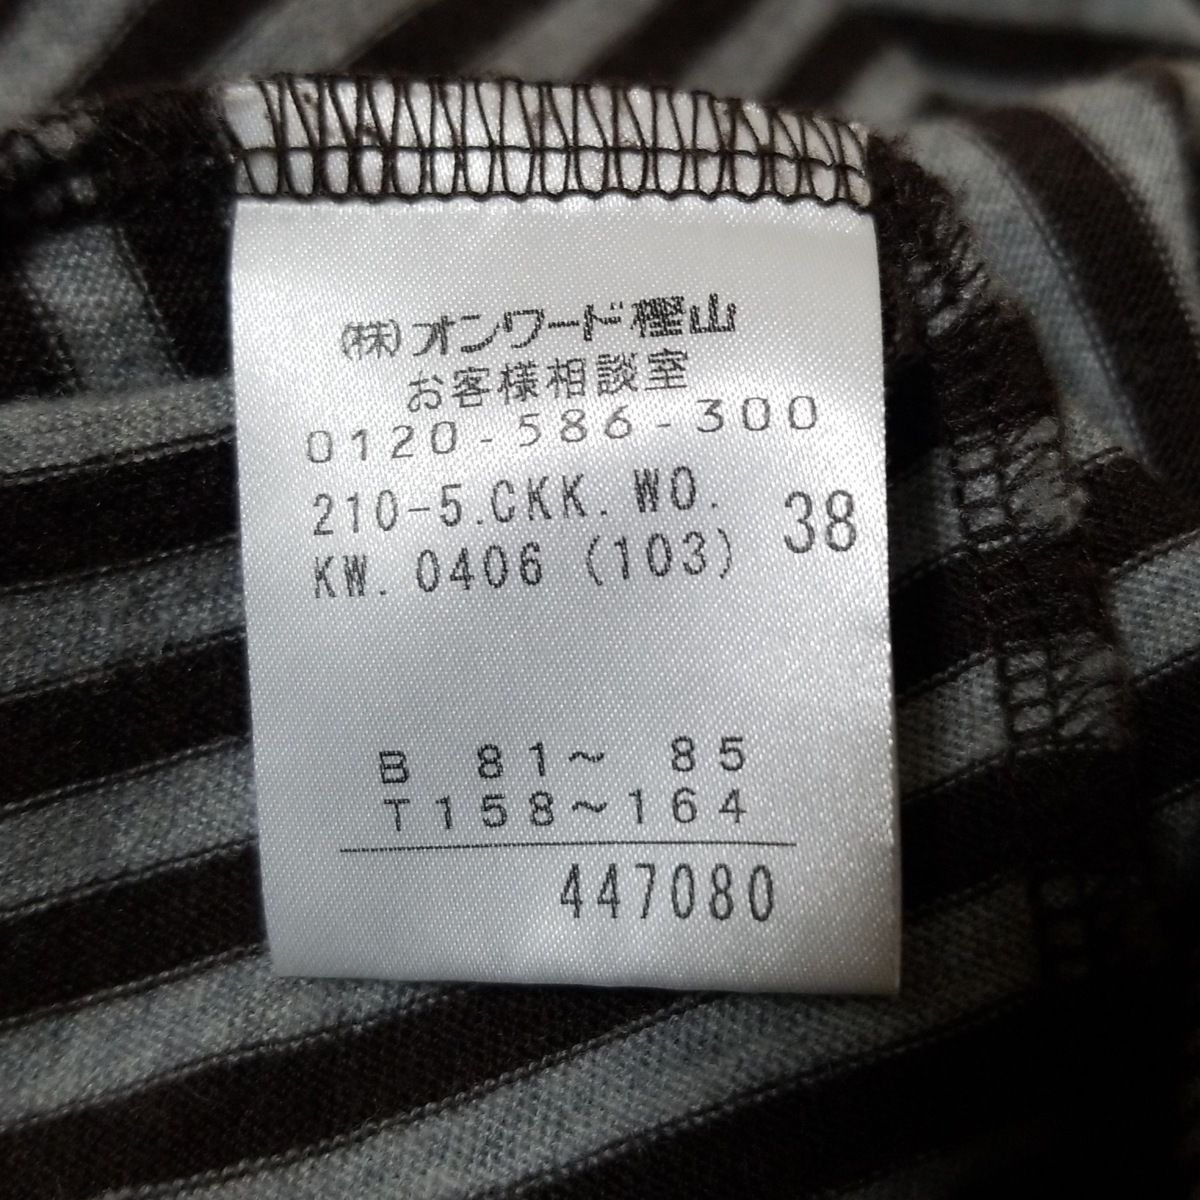 (株)オンワード樫山
お客様相談室
0120-586-300
210-5.CKK.WO.
KW.0406(103)
38
B 81～ 85
T158～164
447080